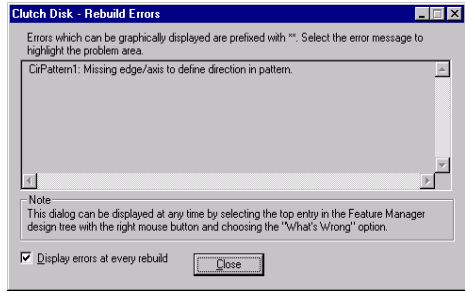 Clutch Disk - Rebuild Errors
Errors which can be graphically displayed are prefixed with **. Select the error message to
highlight the problem area.
CirPattern1: Missing edge/axis to define direction in pattern.
Note
This dialog can be displayed at any time by selecting the top entry in the Feature Manager
design tree with the right mouse button and choosing the "What's Wrong" option.
Display errors at every rebuild
Close